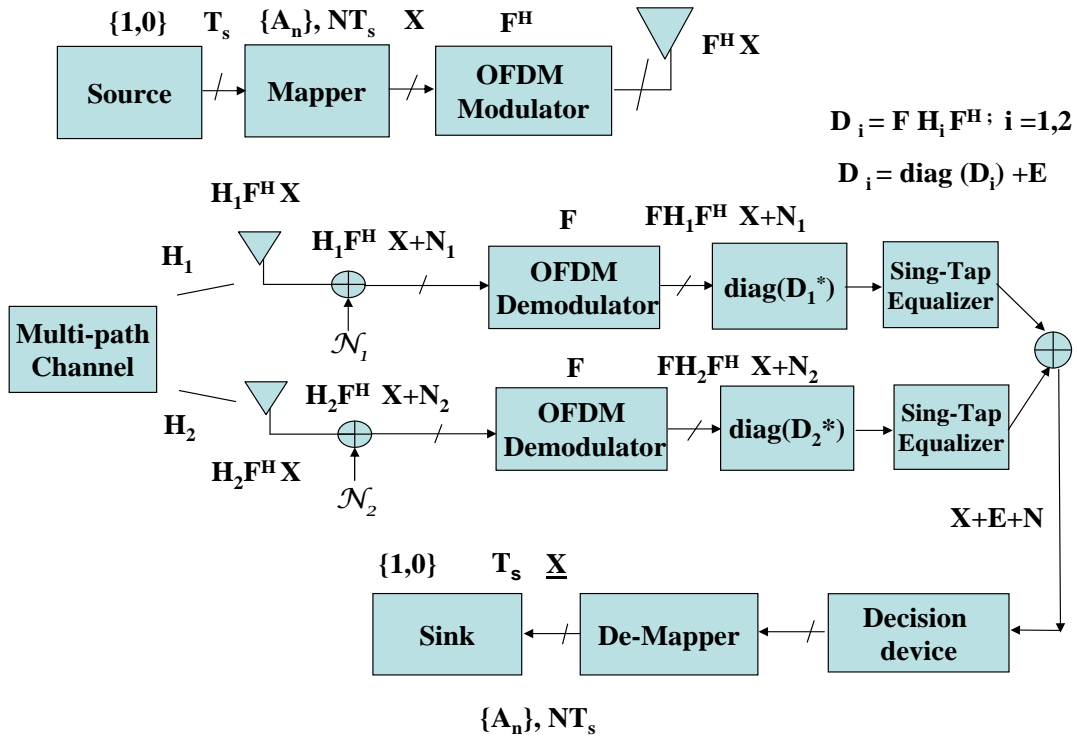 {1,0} Tₛ {Aₙ}, NTₛ X Fᴴ
Source
Mapper
OFDM
Modulator
Fᴴ X
D ᵢ = F Hᵢ Fᴴ ; i =1,2
D ᵢ = diag (Dᵢ) +E
H₁Fᴴ X
H₁
H₁Fᴴ X+N₁
𝒩₁
F
OFDM
Demodulator
FH₁Fᴴ X+N₁
diag(D₁*)
Sing-Tap
Equalizer
Multi-path
Channel
H₂
H₂Fᴴ X
H₂Fᴴ X+N₂
𝒩₂
F
OFDM
Demodulator
FH₂Fᴴ X+N₂
diag(D₂*)
Sing-Tap
Equalizer
X+E+N
{1,0} Tₛ X
Sink
De-Mapper
Decision
device
{Aₙ}, NTₛ